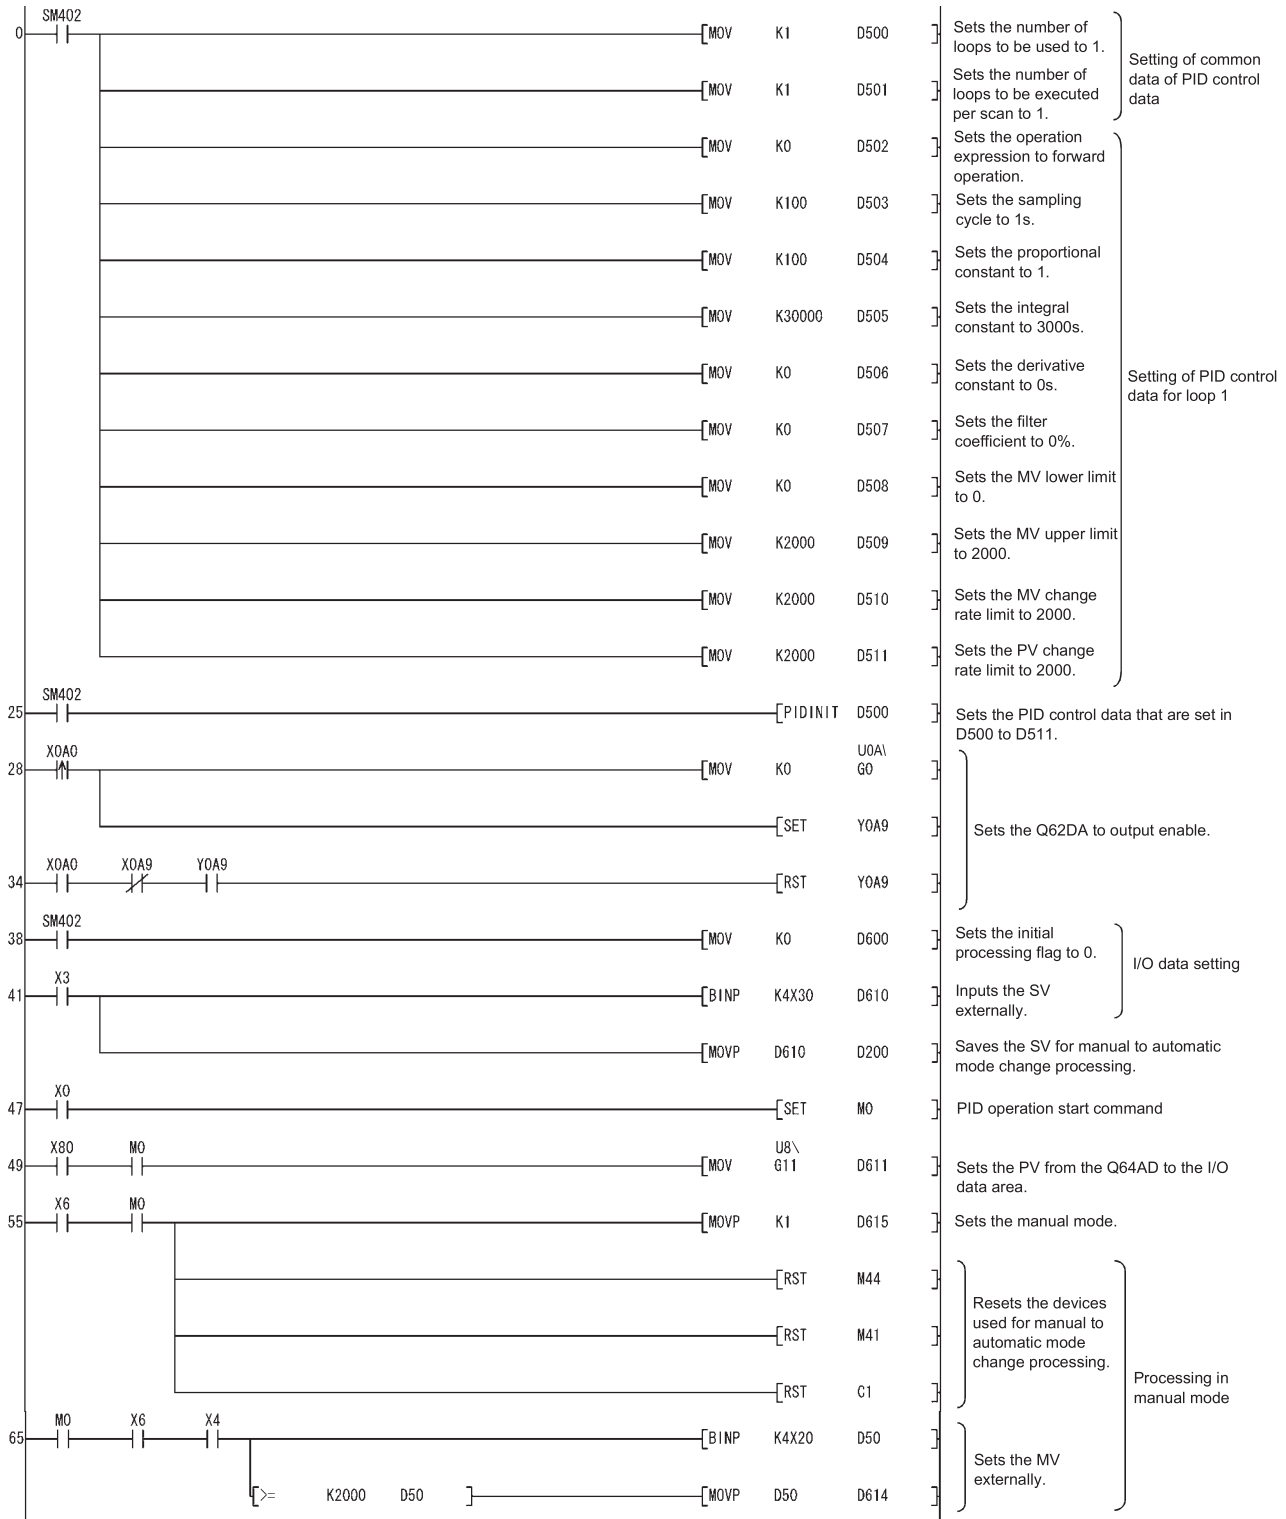 SM402
0 MOV K1 D500 Sets the number of
loops to be used to 1.
MOV K1 D501 Sets the number of
loops to be executed
per scan to 1.
Setting of common
data of PID control
data
MOV K0 D502 Sets the operation
expression to forward
operation.
MOV K100 D503 Sets the sampling
cycle to 1s.
MOV K100 D504 Sets the proportional
constant to 1.
MOV K30000 D505 Sets the integral
constant to 3000s.
MOV K0 D506 Sets the derivative
constant to 0s.
Setting of PID control
data for loop 1
MOV K0 D507 Sets the filter
coefficient to 0%.
MOV K0 D508 Sets the MV lower limit
to 0.
MOV K2000 D509 Sets the MV upper limit
to 2000.
MOV K2000 D510 Sets the MV change
rate limit to 2000.
MOV K2000 D511 Sets the PV change
rate limit to 2000.
SM402
25 PIDINIT D500 Sets the PID control data that are set in
D500 to D511.
X0A0 U0A\
28 MOV K0 G0
SET Y0A9 Sets the Q62DA to output enable.
X0A0 X0A9 Y0A9
34 RST Y0A9
SM402
38 MOV K0 D600 Sets the initial
processing flag to 0.
I/O data setting
X3
41 BINP K4X30 D610 Inputs the SV
externally.
MOVP D610 D200 Saves the SV for manual to automatic
mode change processing.
X0
47 SET M0 PID operation start command
X80 M0 U8\
49 MOV G11 D611 Sets the PV from the Q64AD to the I/O
data area.
X6 M0
55 MOVP K1 D615 Sets the manual mode.
RST M44
RST M41
RST C1
Resets the devices
used for manual to
automatic mode
change processing.
Processing in
manual mode
M0 X6 X4
65 BINP K4X20 D50
>= K2000 D50 MOVP D50 D614
Sets the MV
externally.